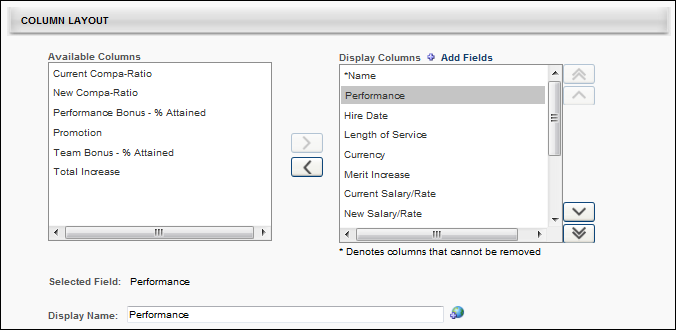 COLUMN LAYOUT
Available Columns
Current Compa-Ratio
New Compa-Ratio
Performance Bonus - % Attained
Promotion
Team Bonus - % Attained
Total Increase
Display Columns Add Fields
*Name
Performance
Hire Date
Length of Service
Currency
Merit Increase
Current Salary/Rate
New Salary/Rate
* Denotes columns that cannot be removed
Selected Field: Performance
Display Name: Performance